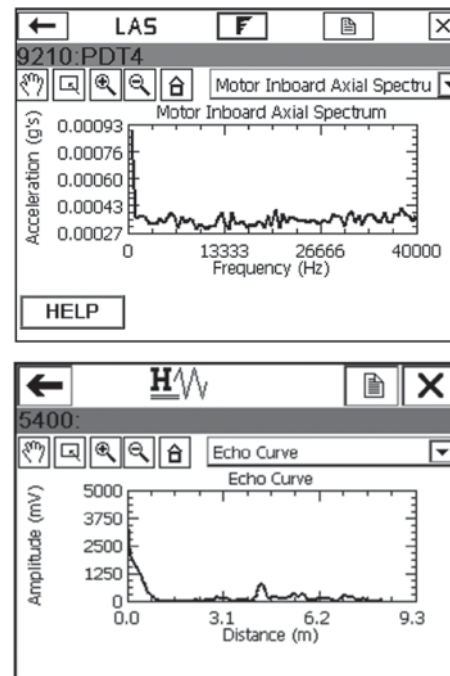 LAS F
9210:PDT4
Motor Inboard Axial Spectru
Motor Inboard Axial Spectrum
Acceleration (g's)
0.00093
0.00076
0.00060
0.00043
0.00027
0 13333 26666 40000
Frequency (Hz)
HELP
H
5400:
Echo Curve
Echo Curve
Amplitude (mV)
5000
3750
2500
1250
0
0.0 3.1 6.2 9.3
Distance (m)